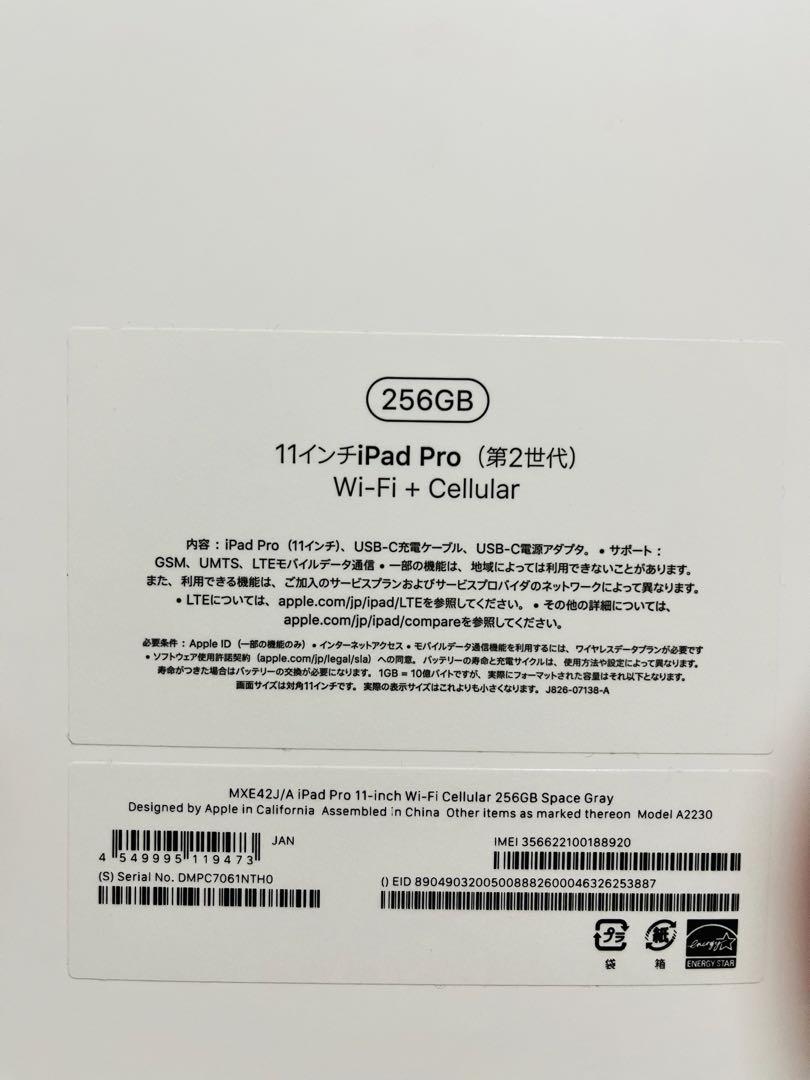 256GB
11インチiPad Pro（第2世代）
Wi-Fi + Cellular
内容：iPad Pro（11インチ）、USB-C充電ケーブル、USB-C電源アダプタ。• サポート：
GSM、UMTS、LTEモバイルデータ通信 • 一部の機能は、地域によっては利用できないことがあります。
また、利用できる機能は、ご加入のサービスプランおよびサービスプロバイダのネットワークによって異なります。
• LTEについては、apple.com/jp/ipad/LTEを参照してください。• その他の詳細については、
apple.com/jp/ipad/compareを参照してください。
必要条件：Apple ID（一部の機能のみ）• インターネットアクセス • モバイルデータ通信機能を利用するには、ワイヤレスデータプランが必要です
• ソフトウェア使用許諾契約（apple.com/jp/legal/sla）への同意。バッテリーの寿命と充電サイクルは、使用方法や設定によって異なります。
寿命がつきた場合はバッテリーの交換が必要になります。1GB = 10億バイトですが、実際にフォーマットされた容量はそれ以下となります。
画面サイズは対角11インチです。実際の表示サイズはこれよりも小さくなります。J826-07138-A
MXE42J/A iPad Pro 11-inch Wi-Fi Cellular 256GB Space Gray
Designed by Apple in California Assembled in China Other items as marked thereon Model A2230
JAN
4 549995 119473
IMEI 356622100188920
(S) Serial No. DMPC7061NTH0
() EID 89049032005008882600046326253887
プラ 紙 energy
袋 箱 ENERGY STAR